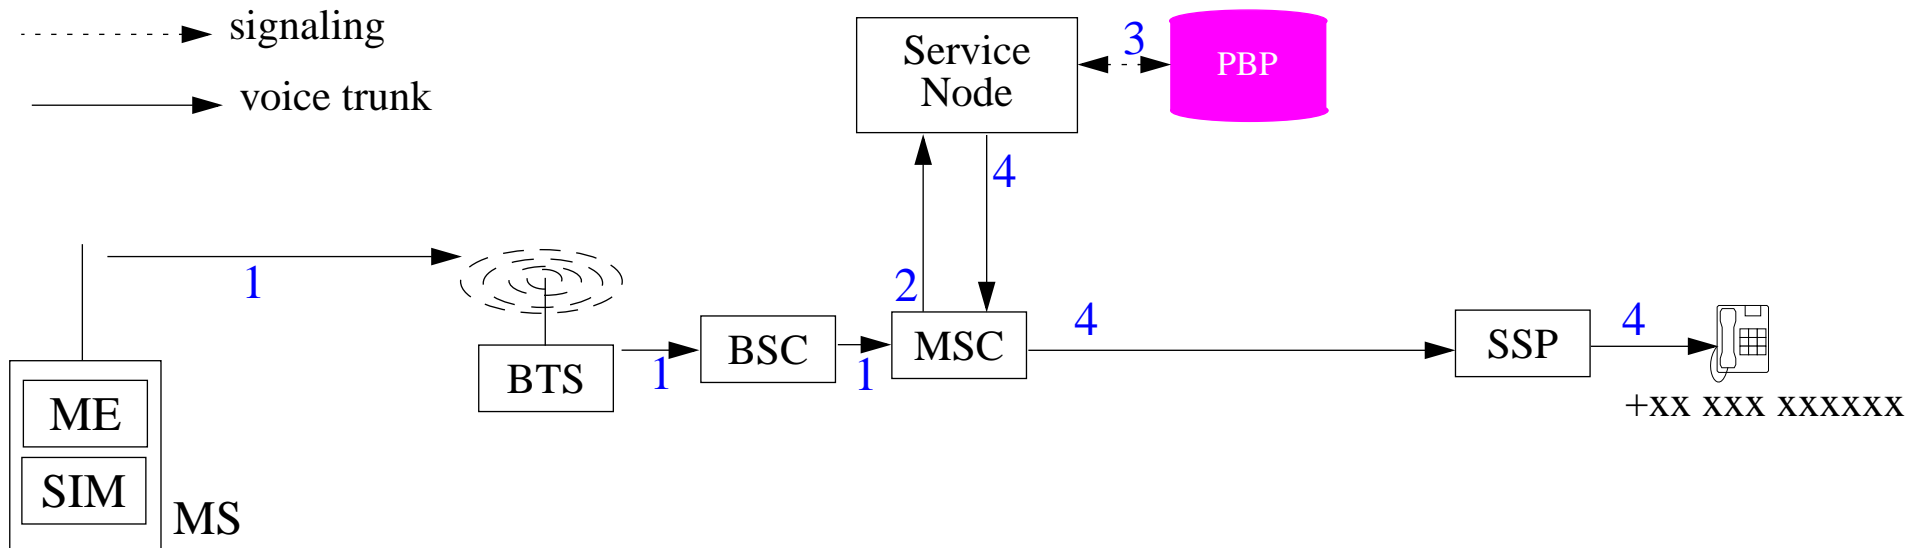 signaling
voice trunk
Service
Node
3
PBP
4
2
1
1
1
4
4
BTS
BSC
MSC
SSP
+xx xxx xxxxxx
ME
SIM
MS